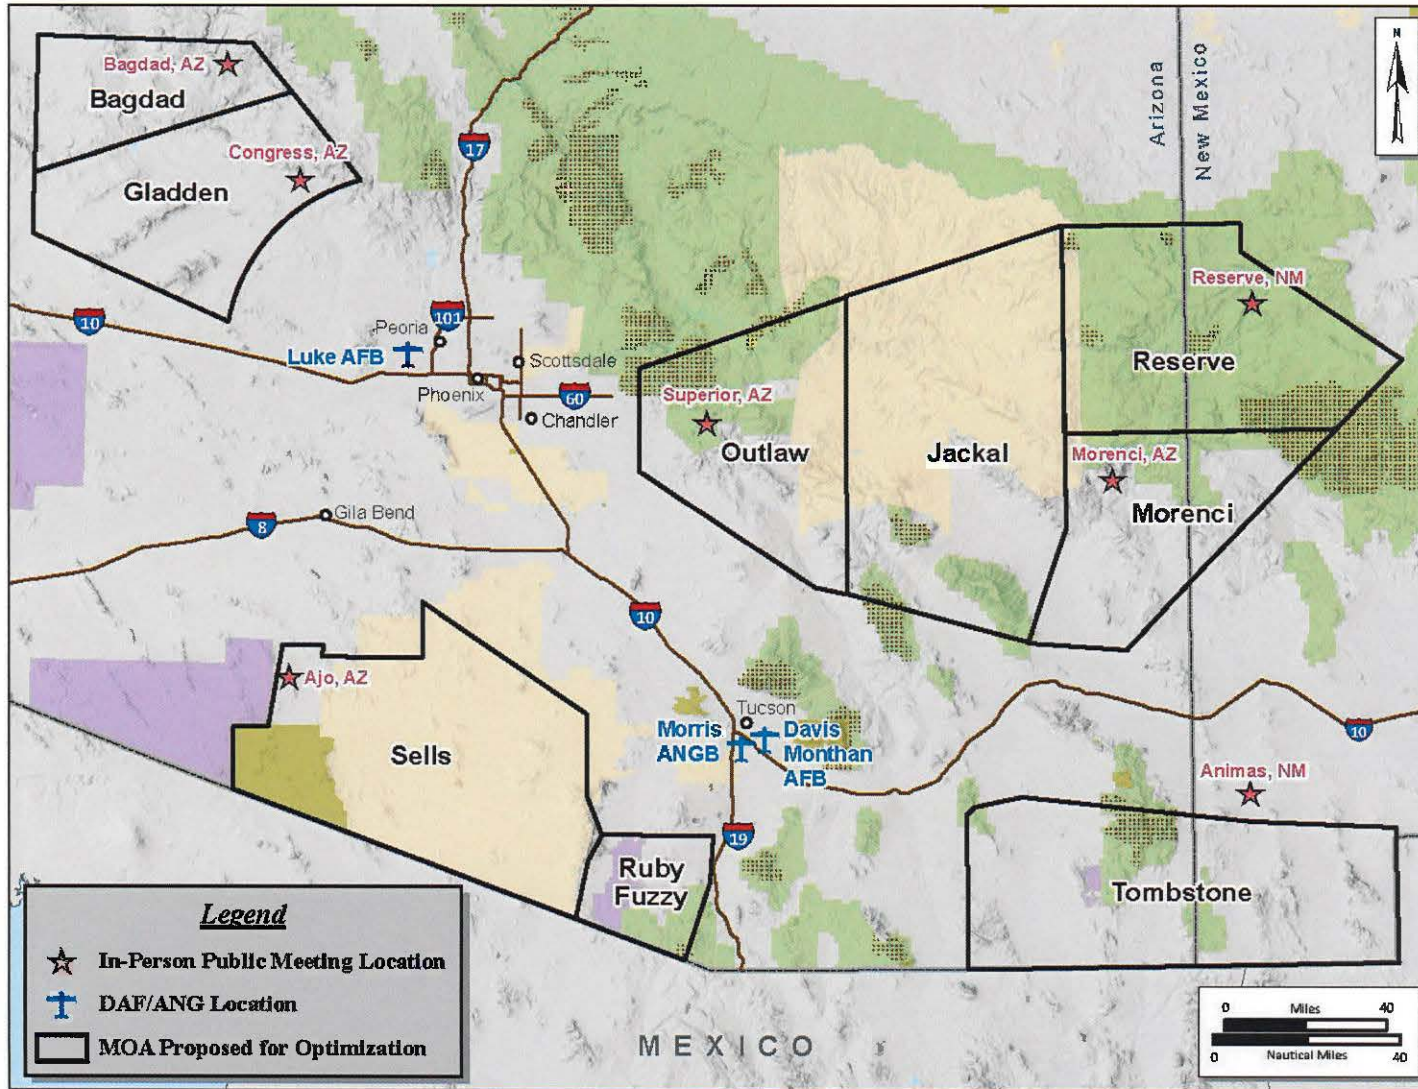 N
Arizona
New Mexico
Bagdad, AZ
Bagdad
Congress, AZ
Gladden
17
10
101
Peoria
Luke AFB
Scottsdale
Phoenix
60
Chandler
Superior, AZ
Outlaw
Jackal
Reserve, NM
Reserve
Morenci, AZ
Morenci
Gila Bend
8
10
Ajo, AZ
Sells
Tucson
Morris
ANGB
Davis
Monthan
AFB
10
Animas, NM
19
Ruby
Fuzzy
Tombstone
Legend
In-Person Public Meeting Location
DAF/ANG Location
MOA Proposed for Optimization
MEXICO
0 Miles 40
0 Nautical Miles 40